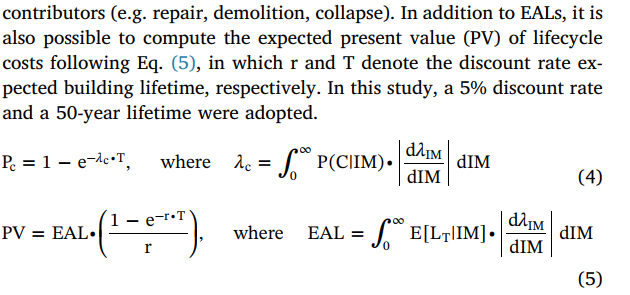 contributors (e.g. repair, demolition, collapse). In addition to EALs, it is
also possible to compute the expected present value (PV) of lifecycle
costs following Eq. (5), in which r and T denote the discount rate ex-
pected building lifetime, respectively. In this study, a 5% discount rate
and a 50-year lifetime were adopted.
P_c = 1 − e^{−λ_c•T}, where λ_c = ∫_0^∞ P(C|IM)•|dλ_IM/dIM| dIM (4)
PV = EAL•((1 − e^{−r•T})/r), where EAL = ∫_0^∞ E[L_T|IM]•|dλ_IM/dIM| dIM (5)